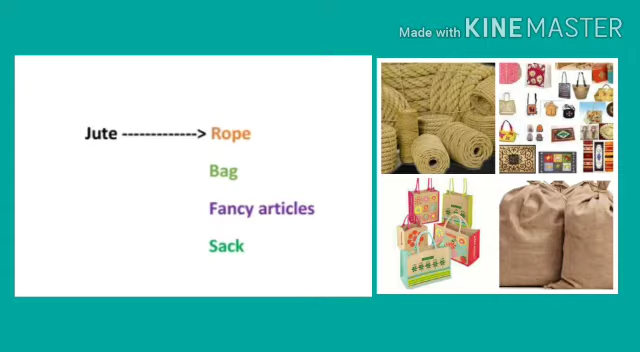 Made with KINEMASTER
Jute -------------> Rope
Bag
Fancy articles
Sack